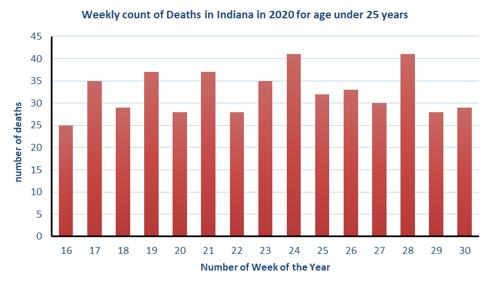 Weekly count of Deaths in Indiana in 2020 for age under 25 years
45
40
35
30
25
20
15
10
5
0
number of deaths
16 17 18 19 20 21 22 23 24 25 26 27 28 29 30
Number of Week of the Year